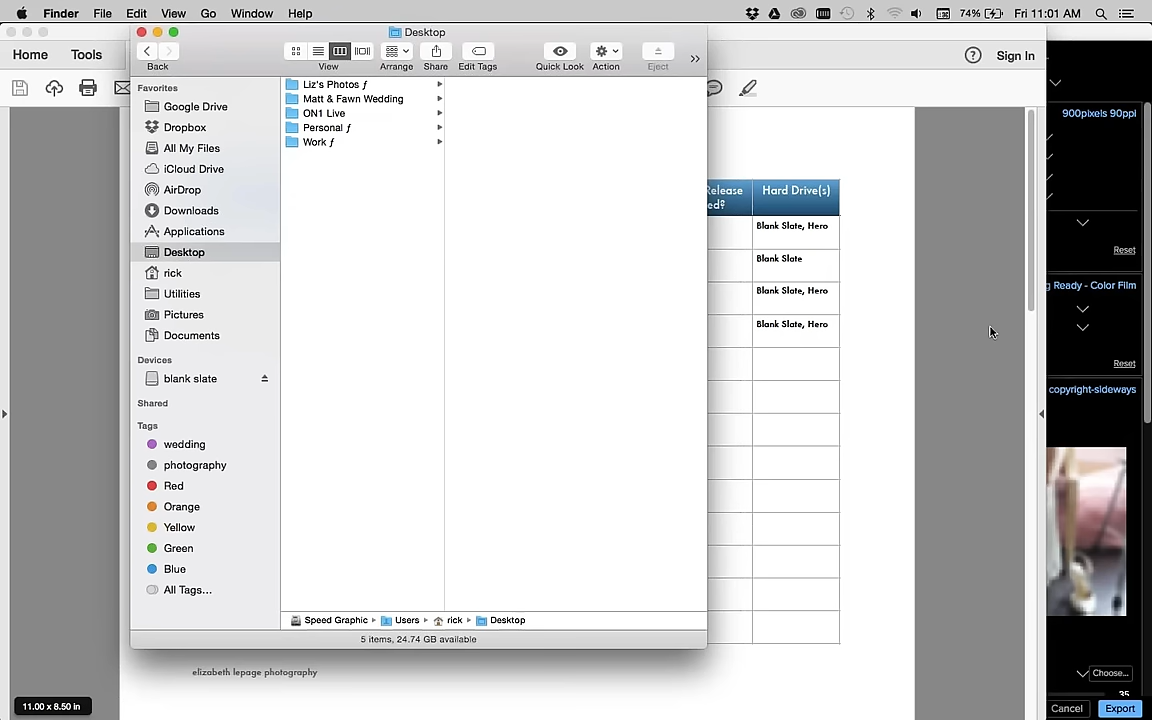 Finder File Edit View Go Window Help 74% Fri 11:01 AM
Desktop
Home Tools Sign In
Back View Arrange Share Edit Tags Quick Look Action Eject
Favorites
Google Drive
Dropbox
All My Files
iCloud Drive
AirDrop
Downloads
Applications
Desktop
rick
Utilities
Pictures
Documents
Devices
blank slate
Shared
Tags
wedding
photography
Red
Orange
Yellow
Green
Blue
All Tags...
Liz's Photos ƒ
Matt & Fawn Wedding
ON1 Live
Personal ƒ
Work ƒ
Speed Graphic Users rick Desktop
5 items, 24.74 GB available
Release Hard Drive(s)
ed?
Blank Slate, Hero
Blank Slate
Blank Slate, Hero
Blank Slate, Hero
elizabeth lepage photography
11.00 x 8.50 in
900pixels 90ppi
Reset
g Ready - Color Film
Reset
copyright-sideways
Choose...
35
Cancel Export